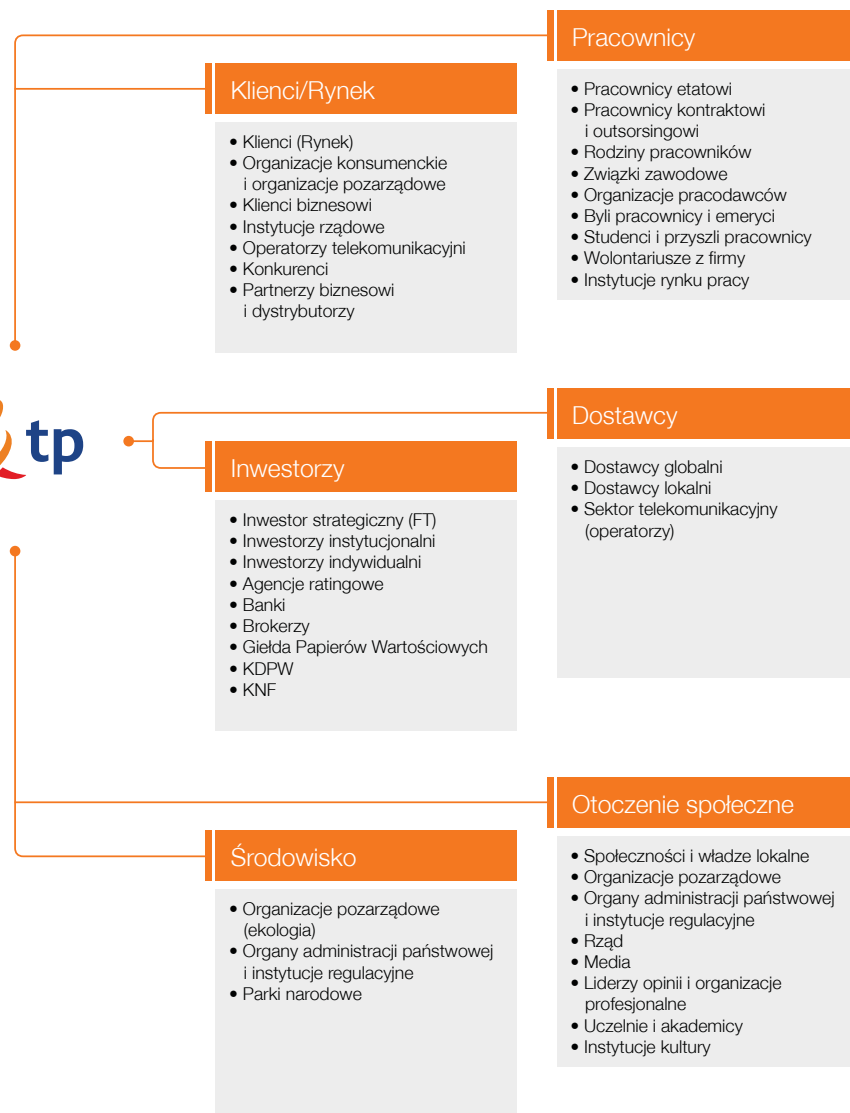 Pracownicy
• Pracownicy etatowi
• Pracownicy kontraktowi
i outsorsingowi
• Rodziny pracowników
• Związki zawodowe
• Organizacje pracodawców
• Byli pracownicy i emeryci
• Studenci i przyszli pracownicy
• Wolontariusze z firmy
• Instytucje rynku pracy
Klienci/Rynek
• Klienci (Rynek)
• Organizacje konsumenckie
i organizacje pozarządowe
• Klienci biznesowi
• Instytucje rządowe
• Operatorzy telekomunikacyjni
• Konkurenci
• Partnerzy biznesowi
i dystrybutorzy
tp
Dostawcy
• Dostawcy globalni
• Dostawcy lokalni
• Sektor telekomunikacyjny
(operatorzy)
Inwestorzy
• Inwestor strategiczny (FT)
• Inwestorzy instytucjonalni
• Inwestorzy indywidualni
• Agencje ratingowe
• Banki
• Brokerzy
• Giełda Papierów Wartościowych
• KDPW
• KNF
Otoczenie społeczne
• Społeczności i władze lokalne
• Organizacje pozarządowe
• Organy administracji państwowej
i instytucje regulacyjne
• Rząd
• Media
• Liderzy opinii i organizacje
profesjonalne
• Uczelnie i akademicy
• Instytucje kultury
Środowisko
• Organizacje pozarządowe
(ekologia)
• Organy administracji państwowej
i instytucje regulacyjne
• Parki narodowe